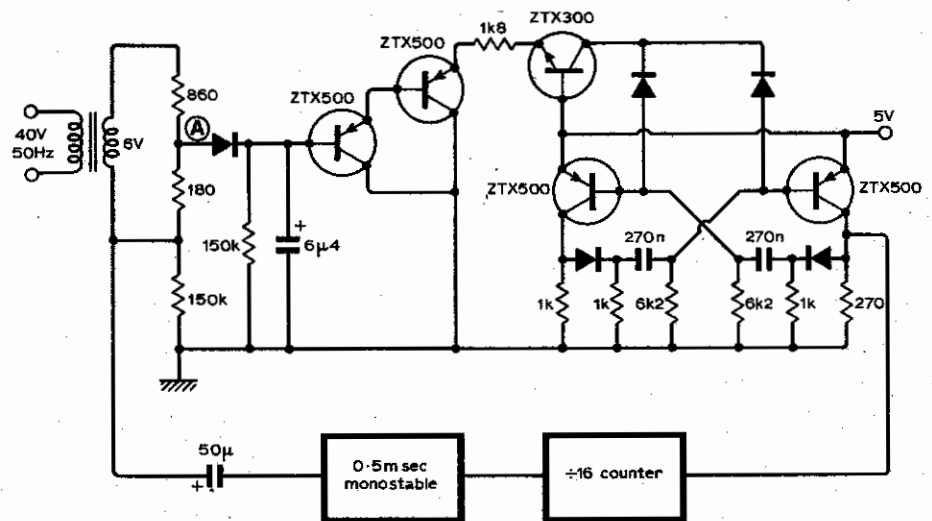 ZTX300
1k8
ZTX500
860
ZTX500
A
40V
50Hz
6V
5V
180
ZTX500
ZTX500
150k
+
6µ4
270n
270n
150k
1k
1k
6k2
6k2
1k
270
50µ
+
0·5m sec
monostable
÷16 counter